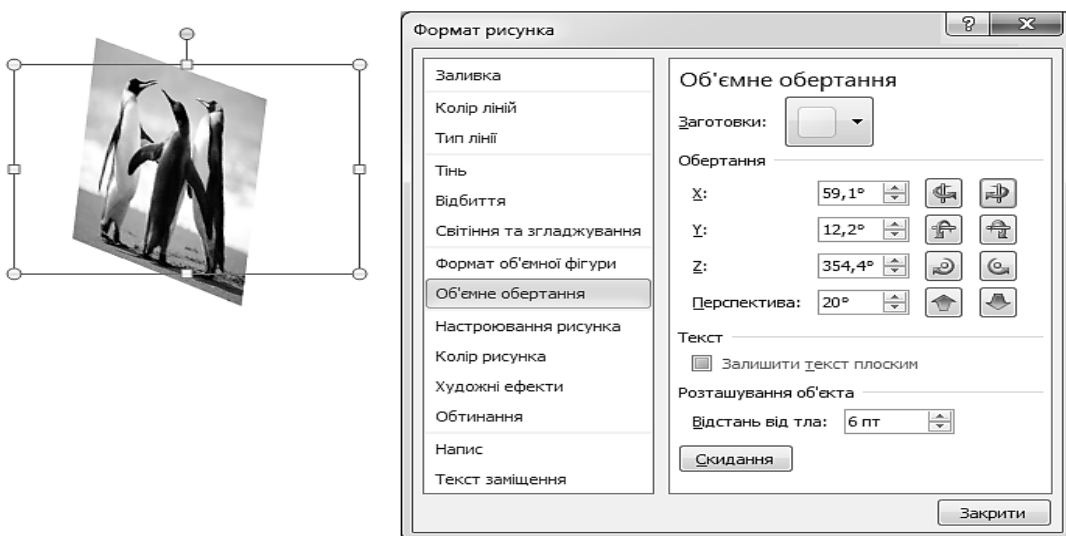 Формат рисунка
Заливка
Колір ліній
Тип лінії
Тінь
Відбиття
Світіння та згладжування
Формат об'ємної фігури
Об'ємне обертання
Настроювання рисунка
Колір рисунка
Художні ефекти
Обтинання
Напис
Текст заміщення
Об'ємне обертання
Заготовки:
Обертання
X: 59,1°
Y: 12,2°
Z: 354,4°
Перспектива: 20°
Текст
Залишити текст плоским
Розташування об'єкта
Відстань від тла: 6 пт
Скидання
Закрити